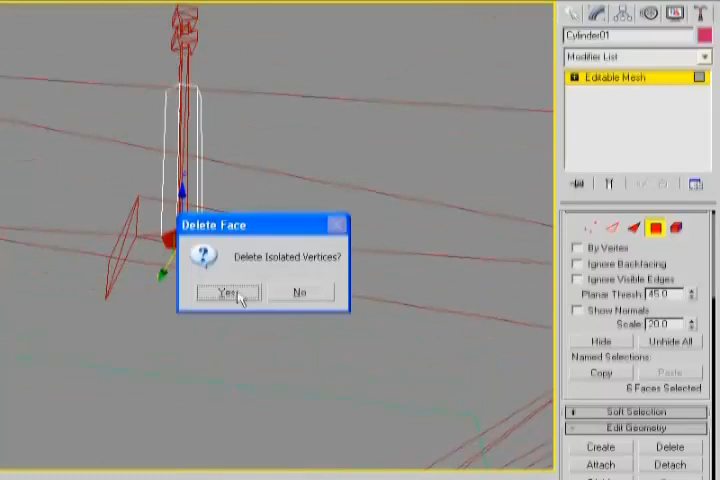 Cylinder01
Modifier List
Editable Mesh
Delete Face
Delete Isolated Vertices?
Yes
No
By Vertex
Ignore Backfacing
Ignore Visible Edges
Planar Thresh: 45.0
Show Normals
Scale: 20.0
Hide
Unhide All
Named Selections:
Copy
Paste
6 Faces Selected
+ Soft Selection
- Edit Geometry
Create
Delete
Attach
Detach